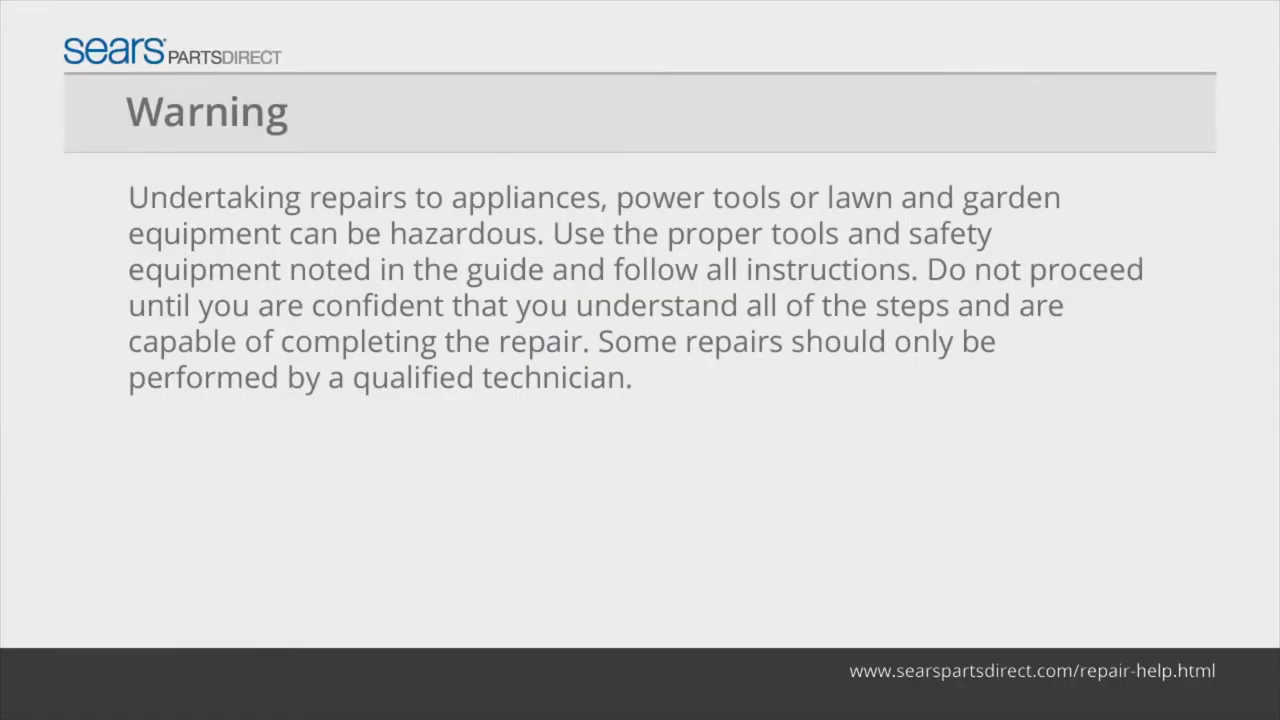 sears PARTSDIRECT
Warning
Undertaking repairs to appliances, power tools or lawn and garden
equipment can be hazardous. Use the proper tools and safety
equipment noted in the guide and follow all instructions. Do not proceed
until you are confident that you understand all of the steps and are
capable of completing the repair. Some repairs should only be
performed by a qualified technician.
www.searspartsdirect.com/repair-help.html